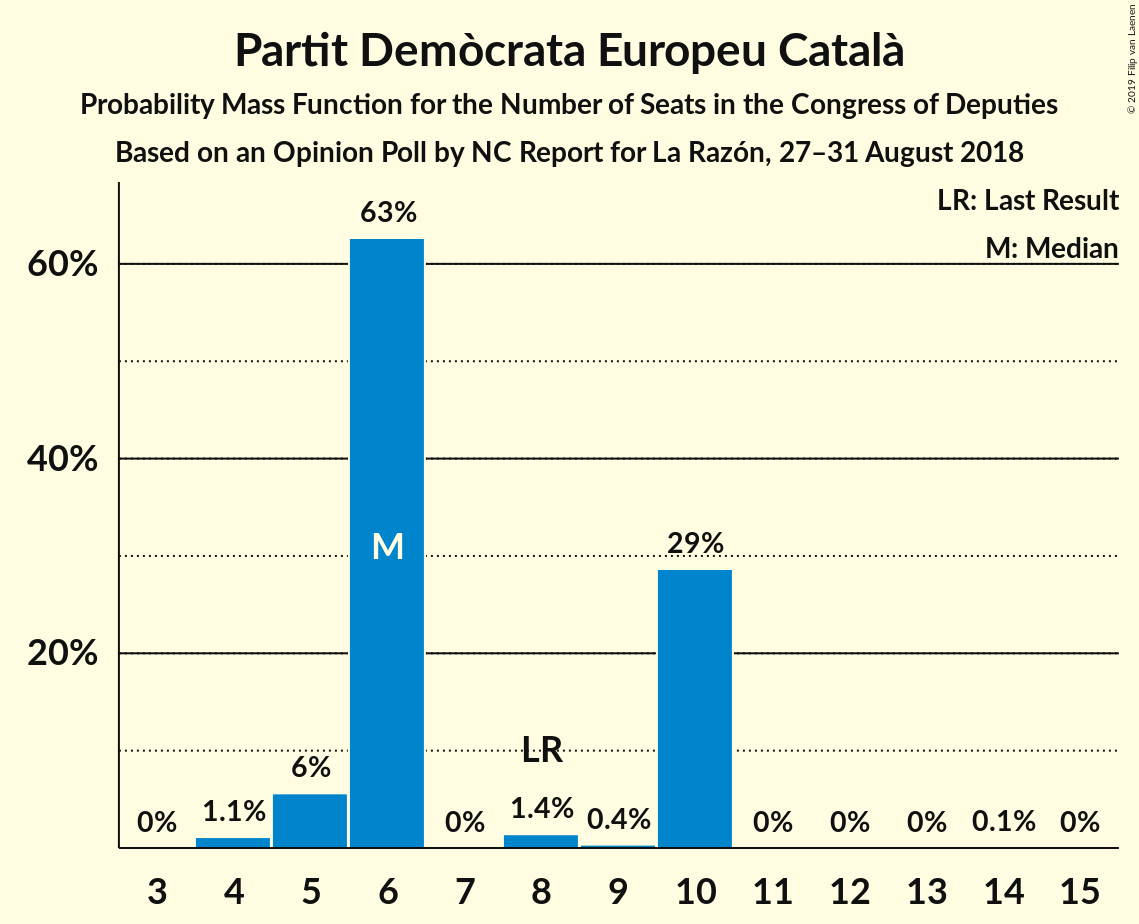 Partit Demòcrata Europeu Català
Probability Mass Function for the Number of Seats in the Congress of Deputies
Based on an Opinion Poll by NC Report for La Razón, 27–31 August 2018
© 2019 Filip van Laenen
LR: Last Result
M: Median
60%
40%
20%
0%
1.1%
6%
63%
M
0%
LR
1.4%
0.4%
29%
0%
0%
0%
0.1%
0%
3 4 5 6 7 8 9 10 11 12 13 14 15